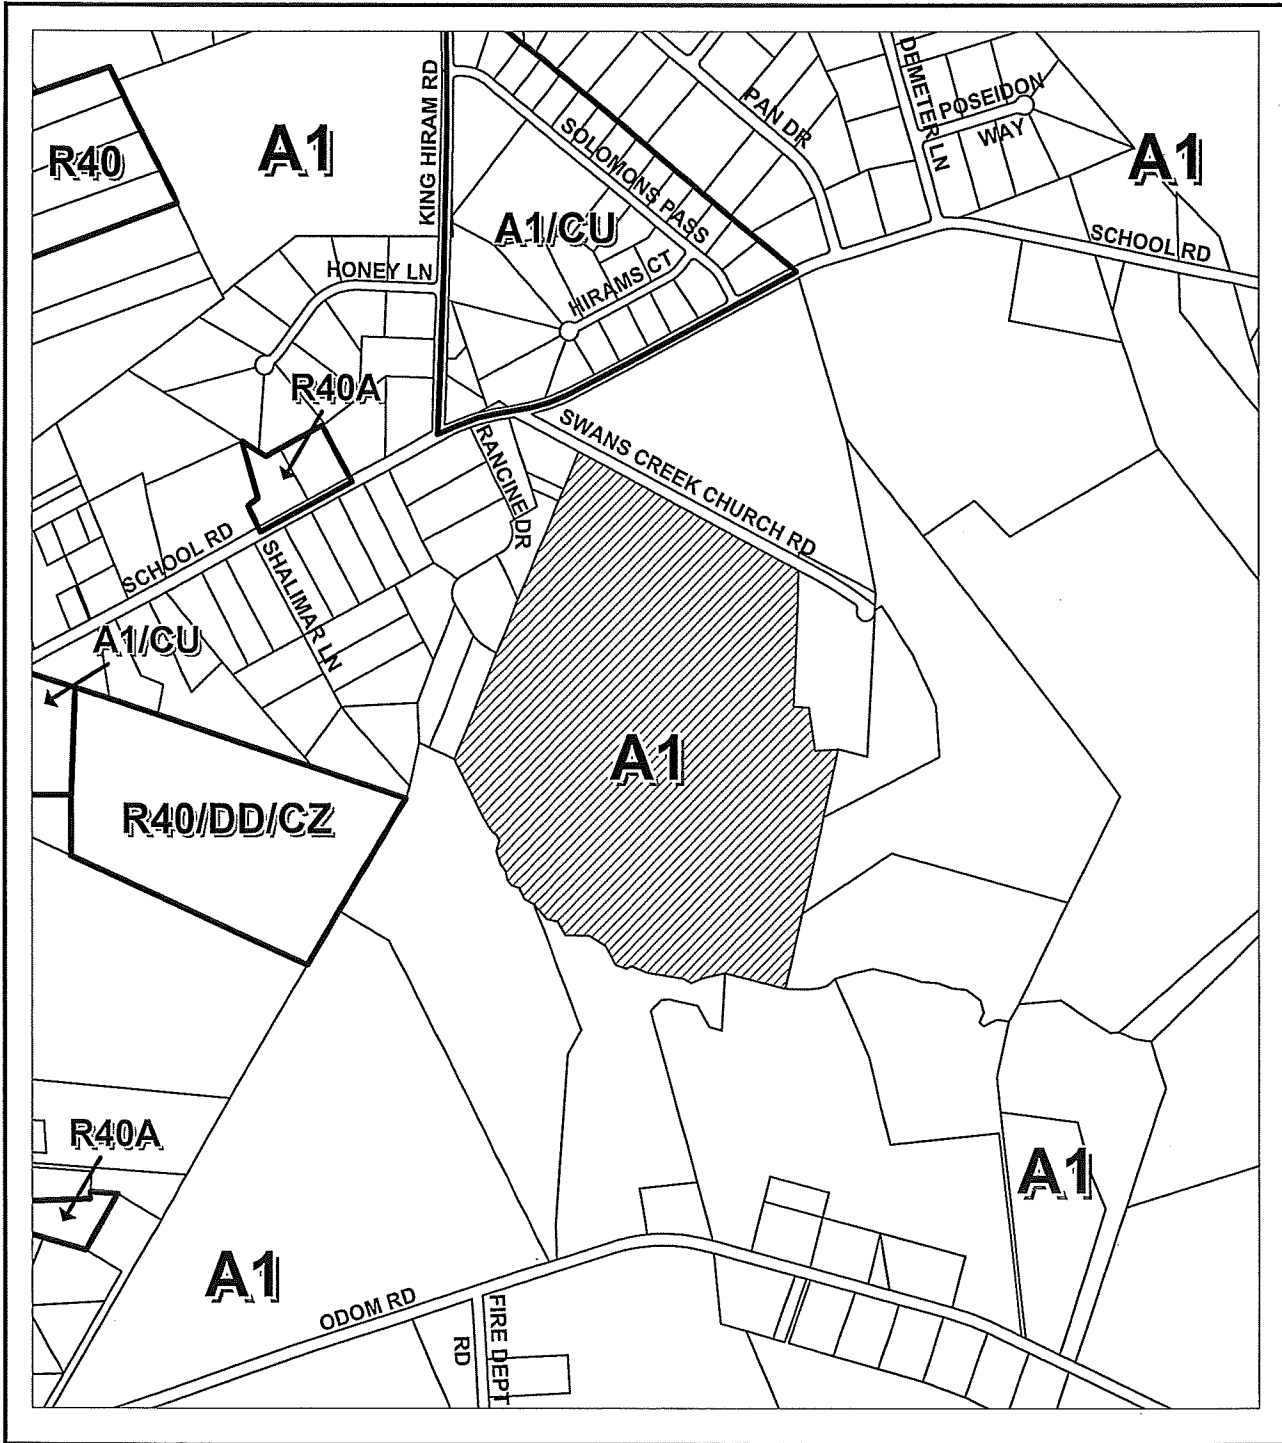 KING HIRAM RD
DEMETER LN
POSEIDON
WAY
PAN DR
SOLOMONS PASS
R40
A1
A1
A1/CU
SCHOOL RD
HONEY LN
HIRAMS CT
R40A
SWANS CREEK CHURCH RD
RANCINE DR
SCHOOL RD
SHALIMAR LN
A1/CU
A1
R40/DD/CZ
R40A
A1
A1
ODOM RD
FIRE DEPT
RD